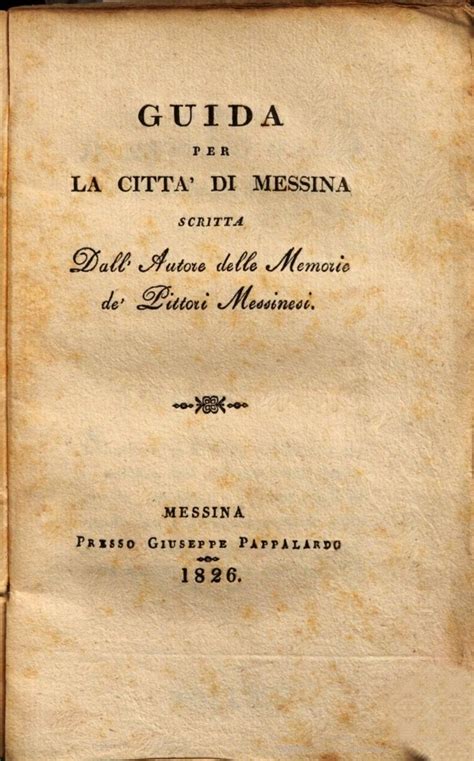 GUIDA
PER
LA CITTA' DI MESSINA
SCRITTA
Dall' Autore delle Memorie
de' Pittori Messinesi.
MESSINA
PRESSO GIUSEPPE PAPPALARDO
1826.